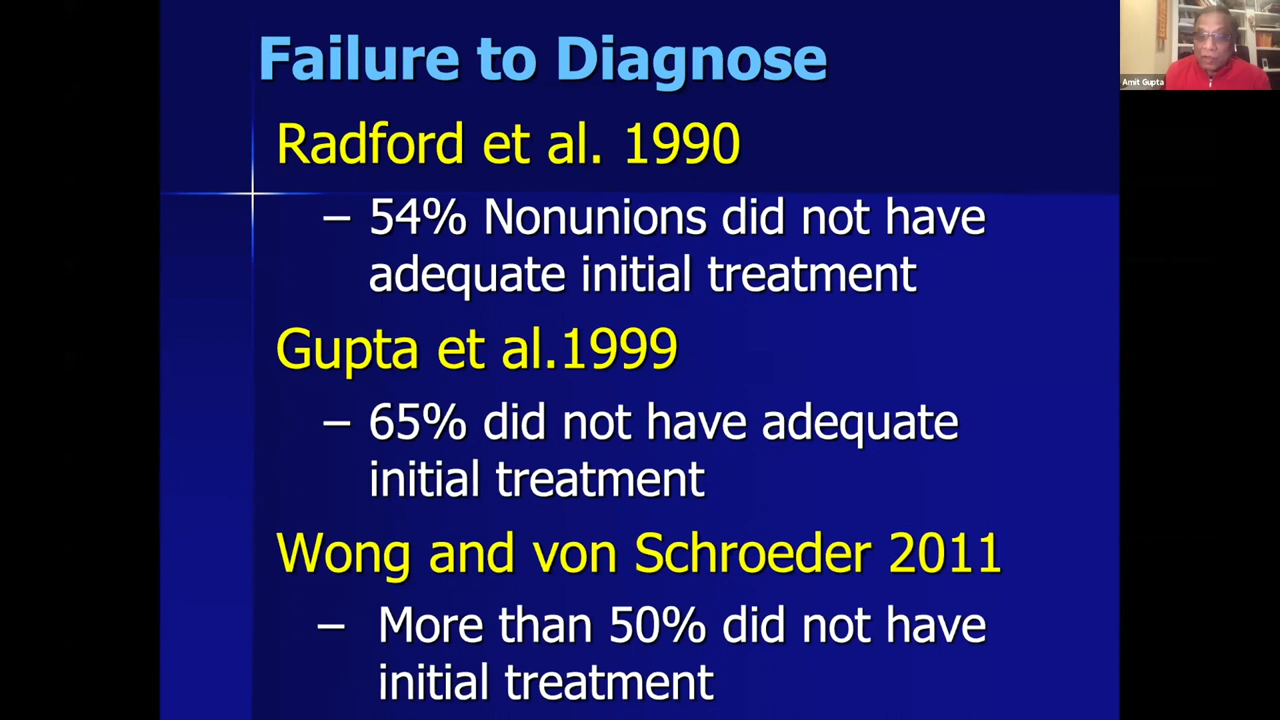 Failure to Diagnose
Amit Gupta
Radford et al. 1990
– 54% Nonunions did not have
adequate initial treatment
Gupta et al.1999
– 65% did not have adequate
initial treatment
Wong and von Schroeder 2011
– More than 50% did not have
initial treatment